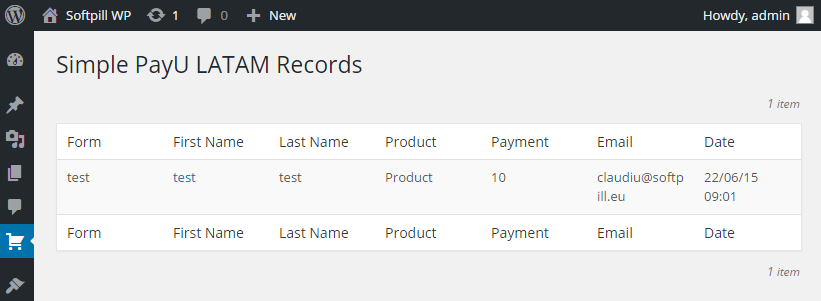 Softpill WP 1 0 New Howdy, admin
Simple PayU LATAM Records
1 item
Form First Name Last Name Product Payment Email Date
test test test Product 10 claudiu@softp 22/06/15
ill.eu 09:01
Form First Name Last Name Product Payment Email Date
1 item